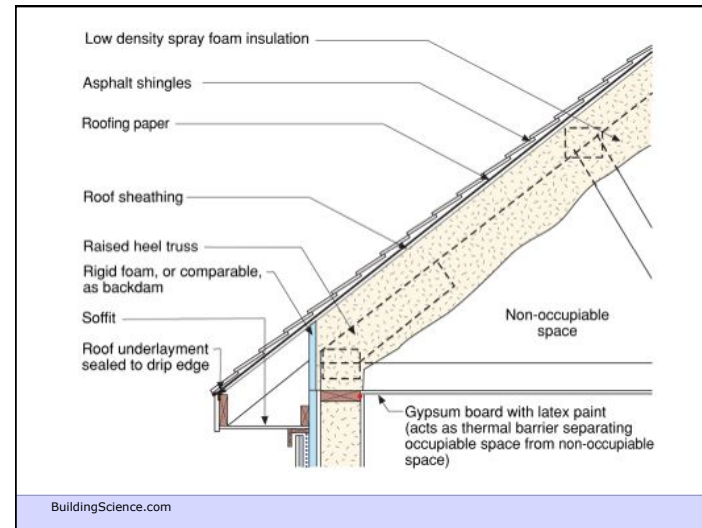 Low density spray foam insulation
Asphalt shingles
Roofing paper
Roof sheathing
Raised heel truss
Rigid foam, or comparable,
as backdam
Soffit
Roof underlayment
sealed to drip edge
Non-occupiable
space
Gypsum board with latex paint
(acts as thermal barrier separating
occupiable space from non-occupiable
space)
BuildingScience.com